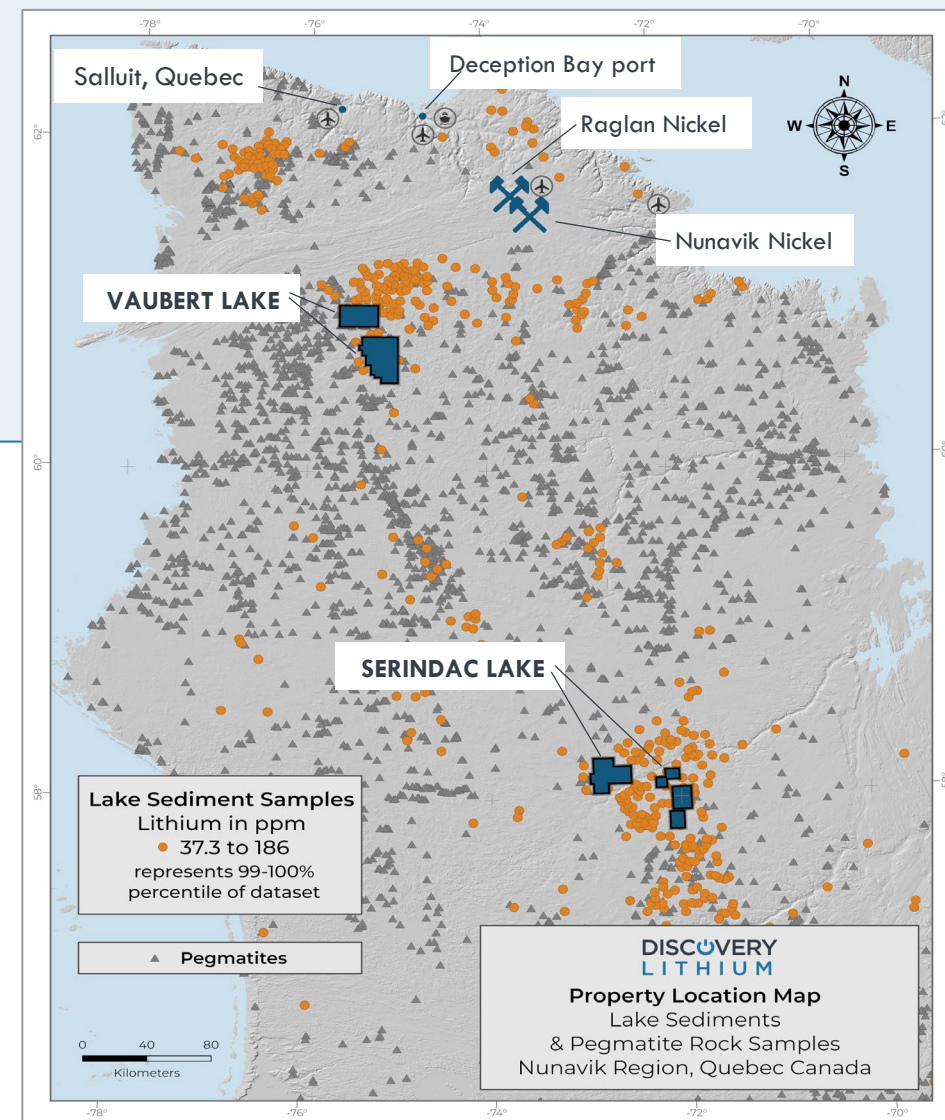 -78°
-76°
-74°
-72°
-70°
Salluit, Quebec
Deception Bay port
Raglan Nickel
N
W
E
S
62°
Nunavik Nickel
VAUBERT LAKE
60°
60°
SERINDAC LAKE
58°
58°
Lake Sediment Samples
Lithium in ppm
37.3 to 186
represents 99-100%
percentile of dataset
Pegmatites
0 40 80
Kilometers
DISCOVERY
LITHIUM
Property Location Map
Lake Sediments
& Pegmatite Rock Samples
Nunavik Region, Quebec Canada
-78°
-76°
-74°
-72°
-70°